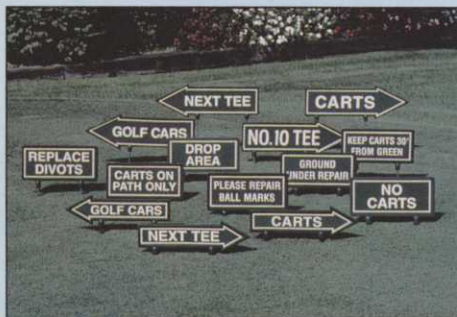 NEXT TEE
CARTS
GOLF CARS
NO.10 TEE
KEEP CARTS 30'
FROM GREEN
REPLACE
DIVOTS
DROP
AREA
GROUND
UNDER REPAIR
CARTS ON
PATH ONLY
PLEASE REPAIR
BALL MARKS
NO
CARTS
GOLF CARS
CARTS
NEXT TEE